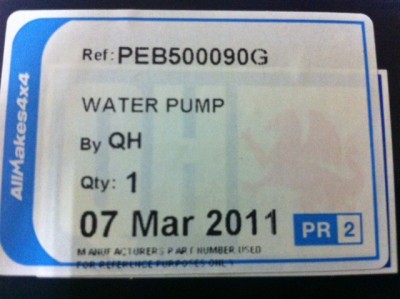 AllMakes4x4
Ref: PEB500090G
WATER PUMP
By QH
Qty: 1
07 Mar 2011
PR 2
MANUFACTURERS PART NUMBER USED
FOR REFERENCE PURPOSES ONLY